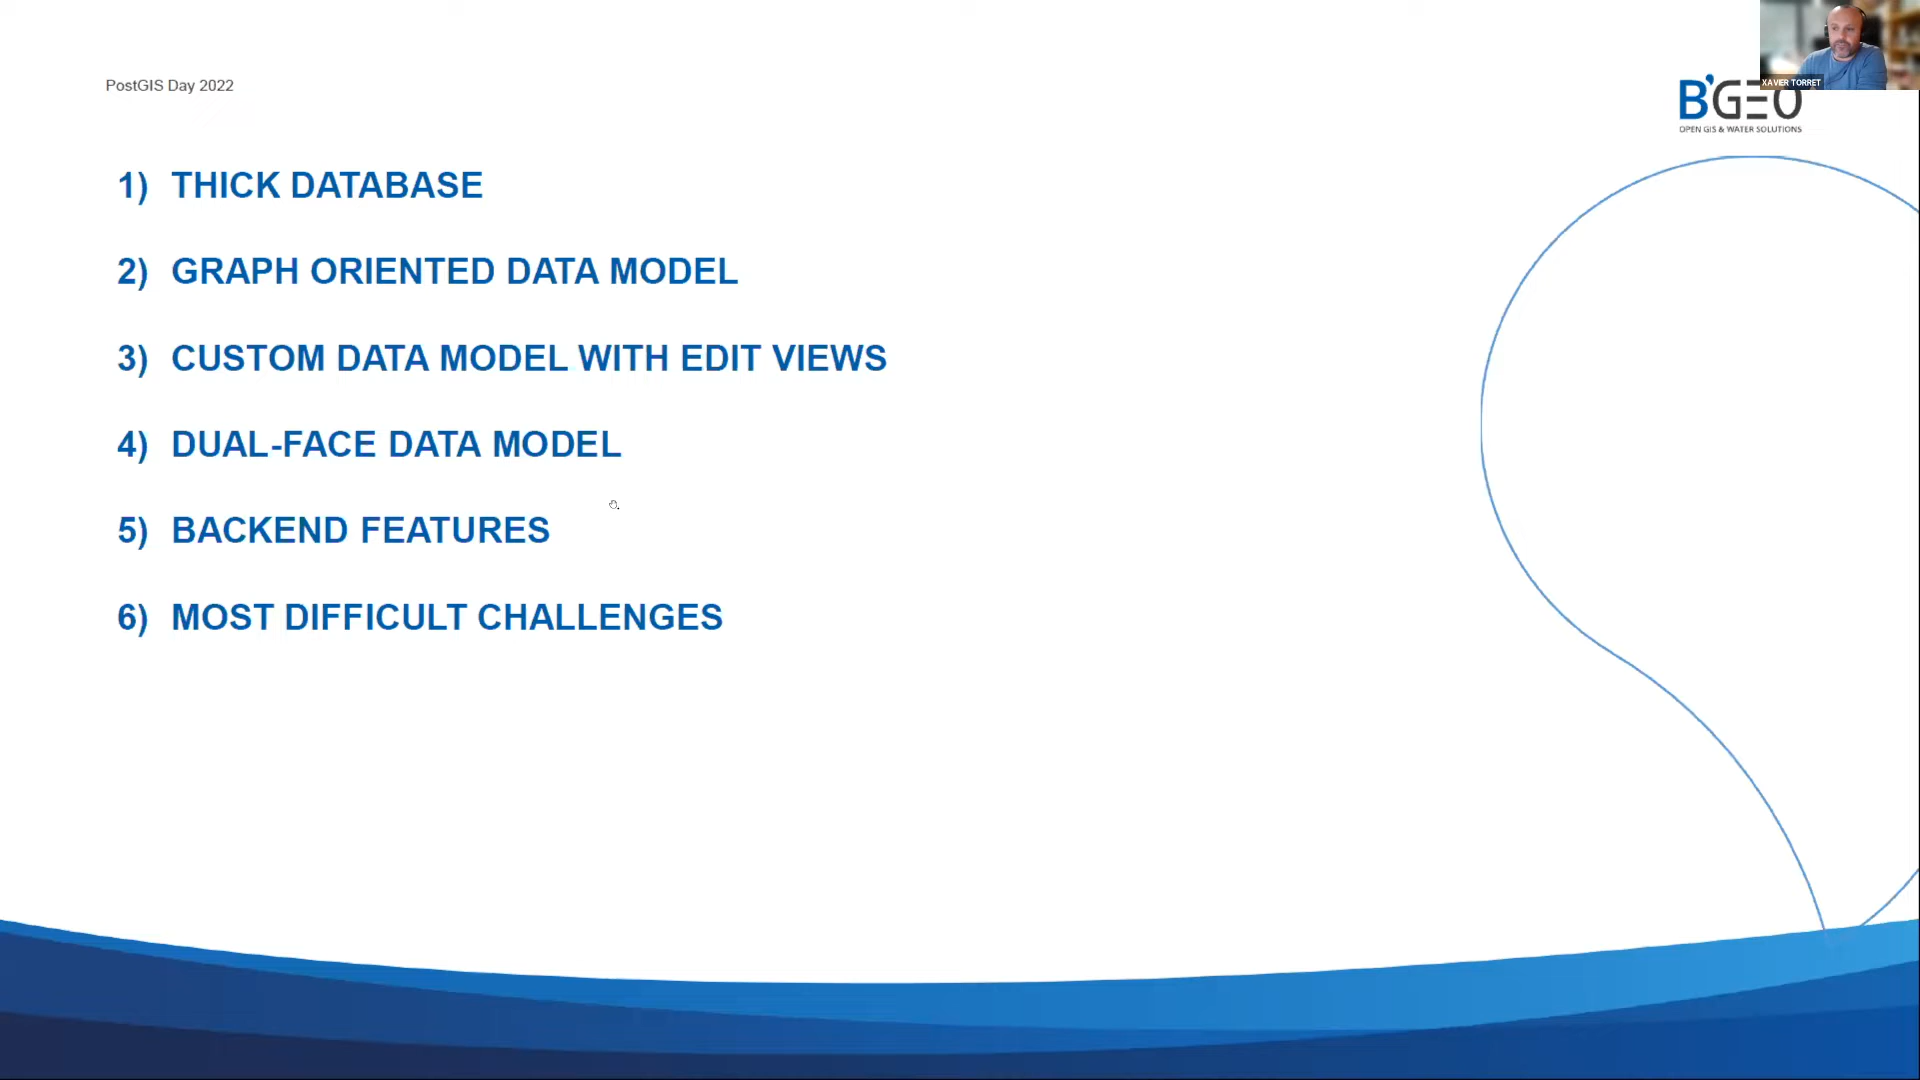 PostGIS Day 2022
XAVIER TORRET
B'GEO
OPEN GIS & WATER SOLUTIONS
1) THICK DATABASE
2) GRAPH ORIENTED DATA MODEL
3) CUSTOM DATA MODEL WITH EDIT VIEWS
4) DUAL-FACE DATA MODEL
5) BACKEND FEATURES
6) MOST DIFFICULT CHALLENGES